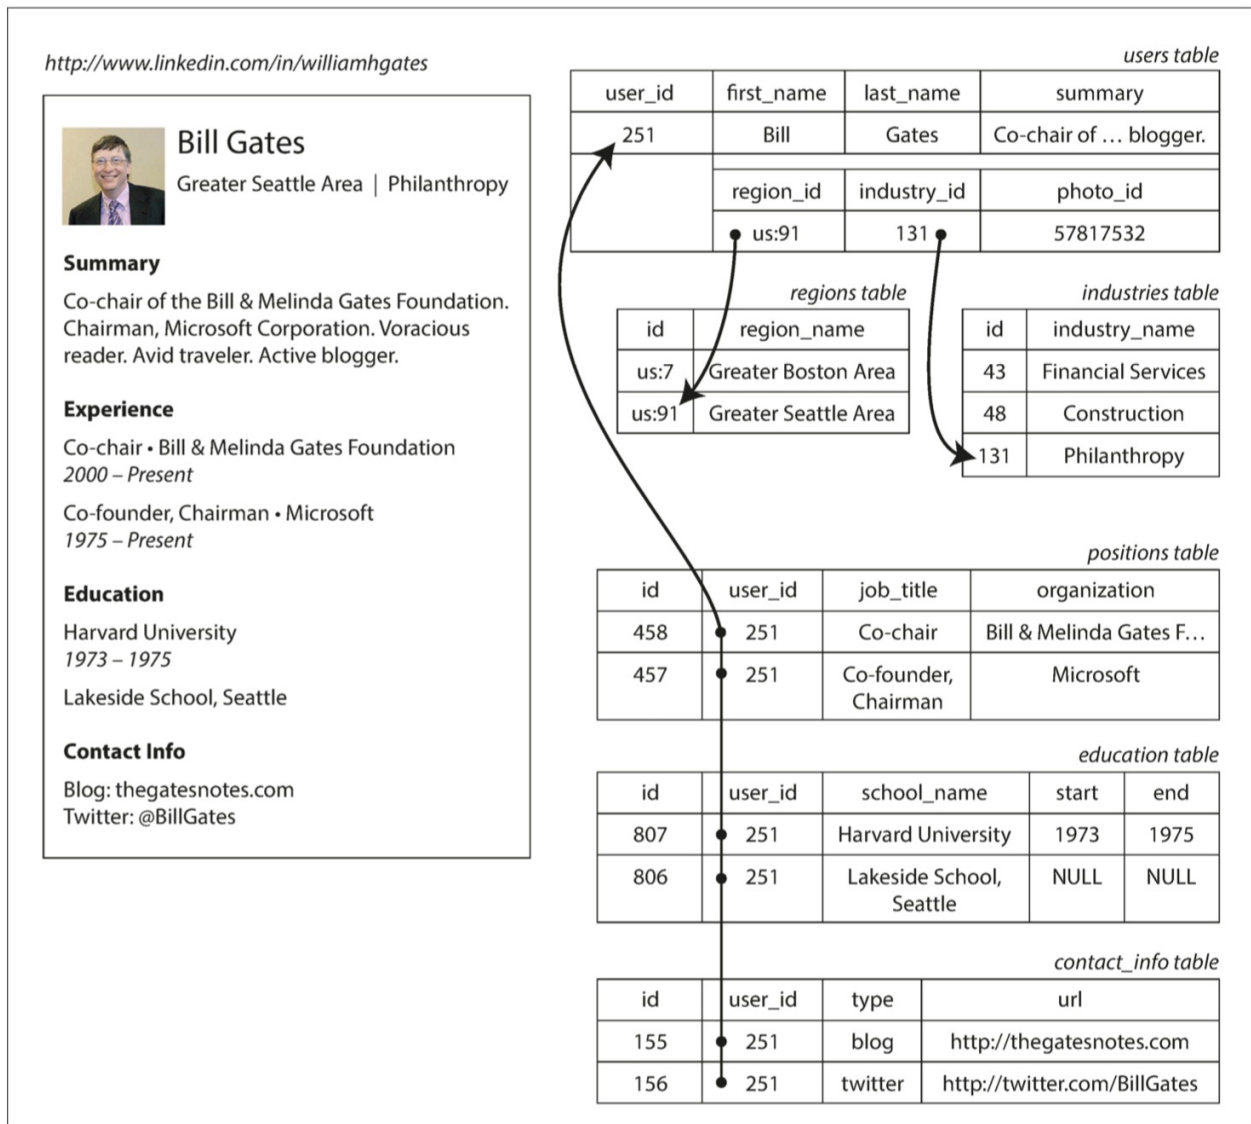 http://www.linkedin.com/in/williamhgates
Bill Gates
Greater Seattle Area | Philanthropy
Summary
Co-chair of the Bill & Melinda Gates Foundation.
Chairman, Microsoft Corporation. Voracious
reader. Avid traveler. Active blogger.
Experience
Co-chair • Bill & Melinda Gates Foundation
2000 – Present
Co-founder, Chairman • Microsoft
1975 – Present
Education
Harvard University
1973 – 1975
Lakeside School, Seattle
Contact Info
Blog: thegatesnotes.com
Twitter: @BillGates
users table
user_id first_name last_name summary
251 Bill Gates Co-chair of … blogger.
region_id industry_id photo_id
us:91 131 57817532
regions table
id region_name
us:7 Greater Boston Area
us:91 Greater Seattle Area
industries table
id industry_name
43 Financial Services
48 Construction
131 Philanthropy
positions table
id user_id job_title organization
458 251 Co-chair Bill & Melinda Gates F…
457 251 Co-founder, Microsoft
Chairman
education table
id user_id school_name start end
807 251 Harvard University 1973 1975
806 251 Lakeside School, NULL NULL
Seattle
contact_info table
id user_id type url
155 251 blog http://thegatesnotes.com
156 251 twitter http://twitter.com/BillGates